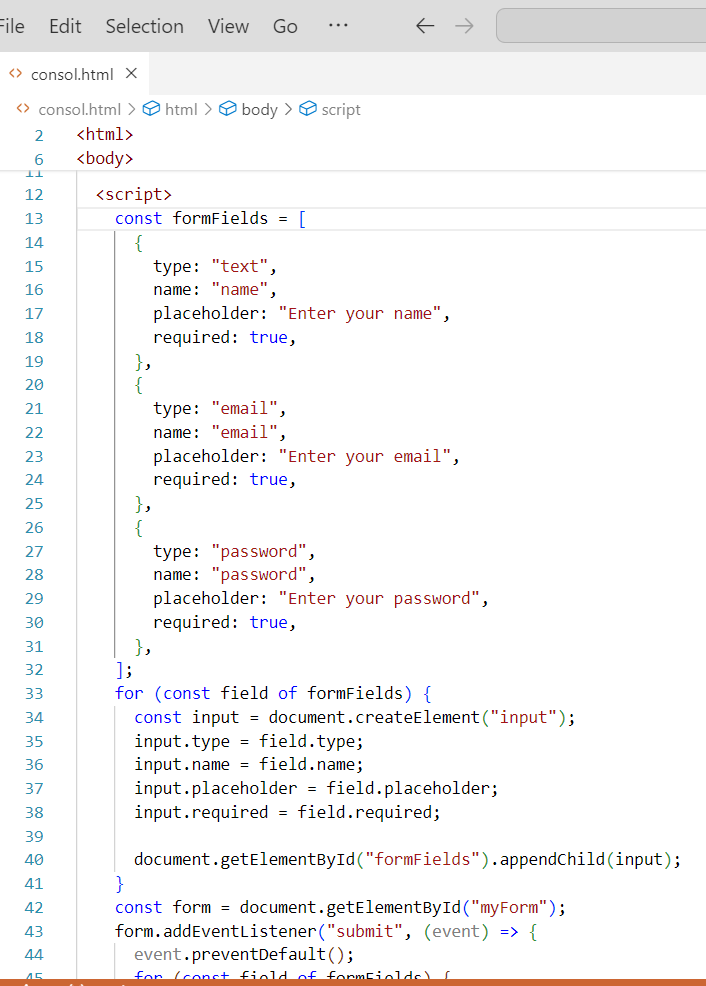 File Edit Selection View Go ···
consol.html
consol.html > html > body > script
2 <html>
6 <body>
11
12 <script>
13 const formFields = [
14 {
15 type: "text",
16 name: "name",
17 placeholder: "Enter your name",
18 required: true,
19 },
20 {
21 type: "email",
22 name: "email",
23 placeholder: "Enter your email",
24 required: true,
25 },
26 {
27 type: "password",
28 name: "password",
29 placeholder: "Enter your password",
30 required: true,
31 },
32 ];
33 for (const field of formFields) {
34 const input = document.createElement("input");
35 input.type = field.type;
36 input.name = field.name;
37 input.placeholder = field.placeholder;
38 input.required = field.required;
39
40 document.getElementById("formFields").appendChild(input);
41 }
42 const form = document.getElementById("myForm");
43 form.addEventListener("submit", (event) => {
44 event.preventDefault();
45 for (const field of formFields) {